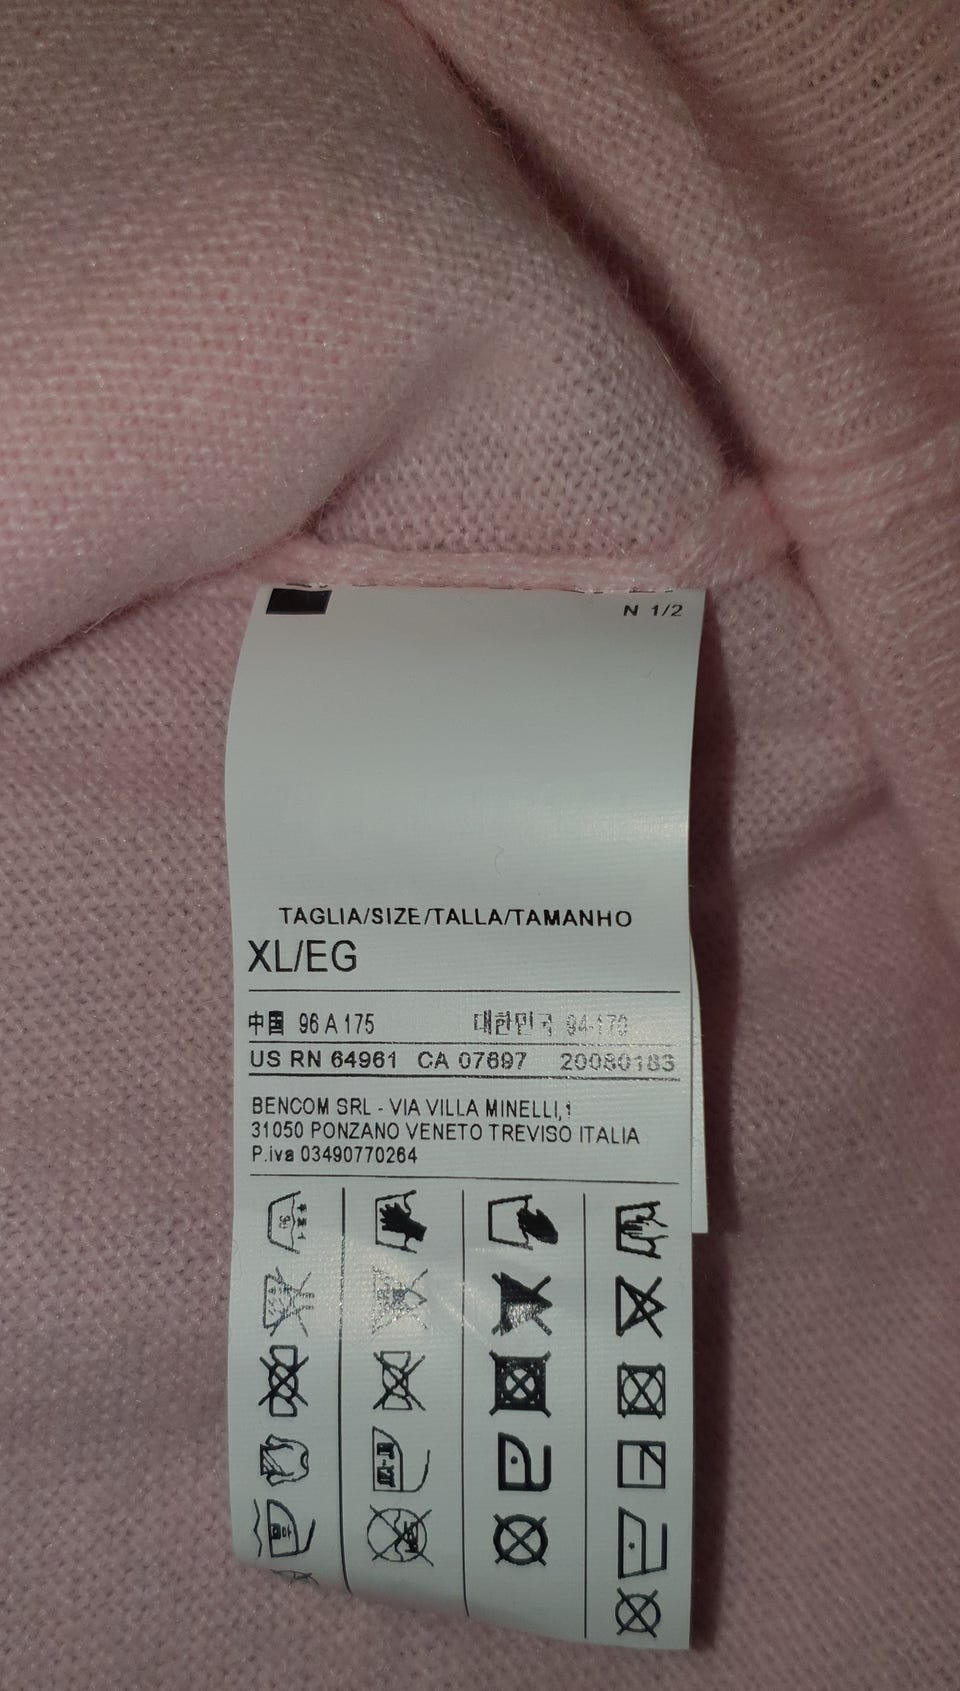 N 1/2
TAGLIA/SIZE/TALLA/TAMANHO
XL/EG
中国 96 A 175 대한민국 94-170
US RN 64961 CA 07697 20080183
BENCOM SRL - VIA VILLA MINELLI,1
31050 PONZANO VENETO TREVISO ITALIA
P.iva 03490770264